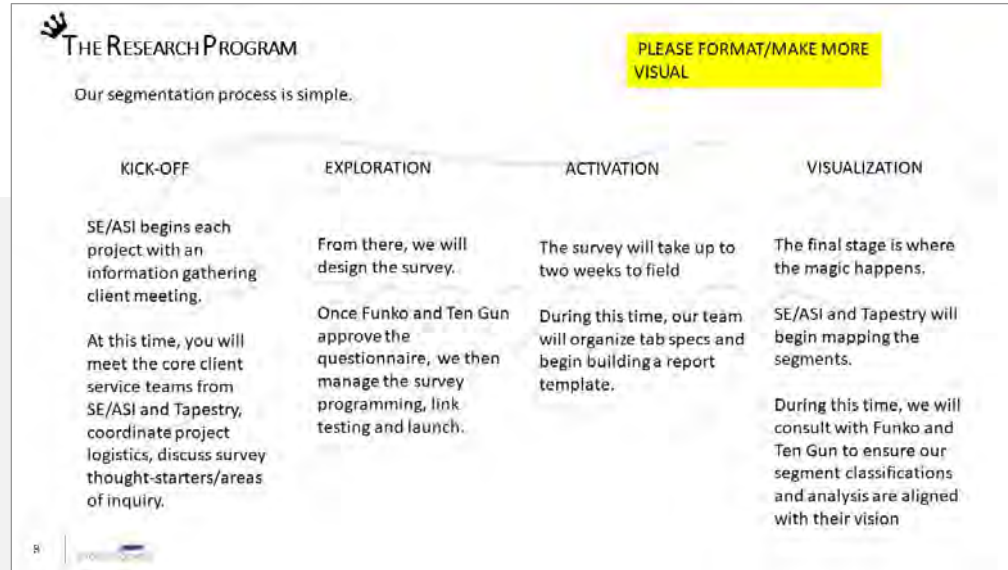 THE RESEARCH PROGRAM
PLEASE FORMAT/MAKE MORE
VISUAL
Our segmentation process is simple.
KICK-OFF
SE/ASI begins each
project with an
information gathering
client meeting.
At this time, you will
meet the core client
service teams from
SE/ASI and Tapestry,
coordinate project
logistics, discuss survey
thought-starters/areas
of inquiry.
EXPLORATION
From there, we will
design the survey.
Once Funko and Ten Gun
approve the
questionnaire, we then
manage the survey
programming, link
testing and launch.
ACTIVATION
The survey will take up to
two weeks to field
During this time, our team
will organize tab specs and
begin building a report
template.
VISUALIZATION
The final stage is where
the magic happens.
SE/ASI and Tapestry will
begin mapping the
segments.
During this time, we will
consult with Funko and
Ten Gun to ensure our
segment classifications
and analysis are aligned
with their vision
8